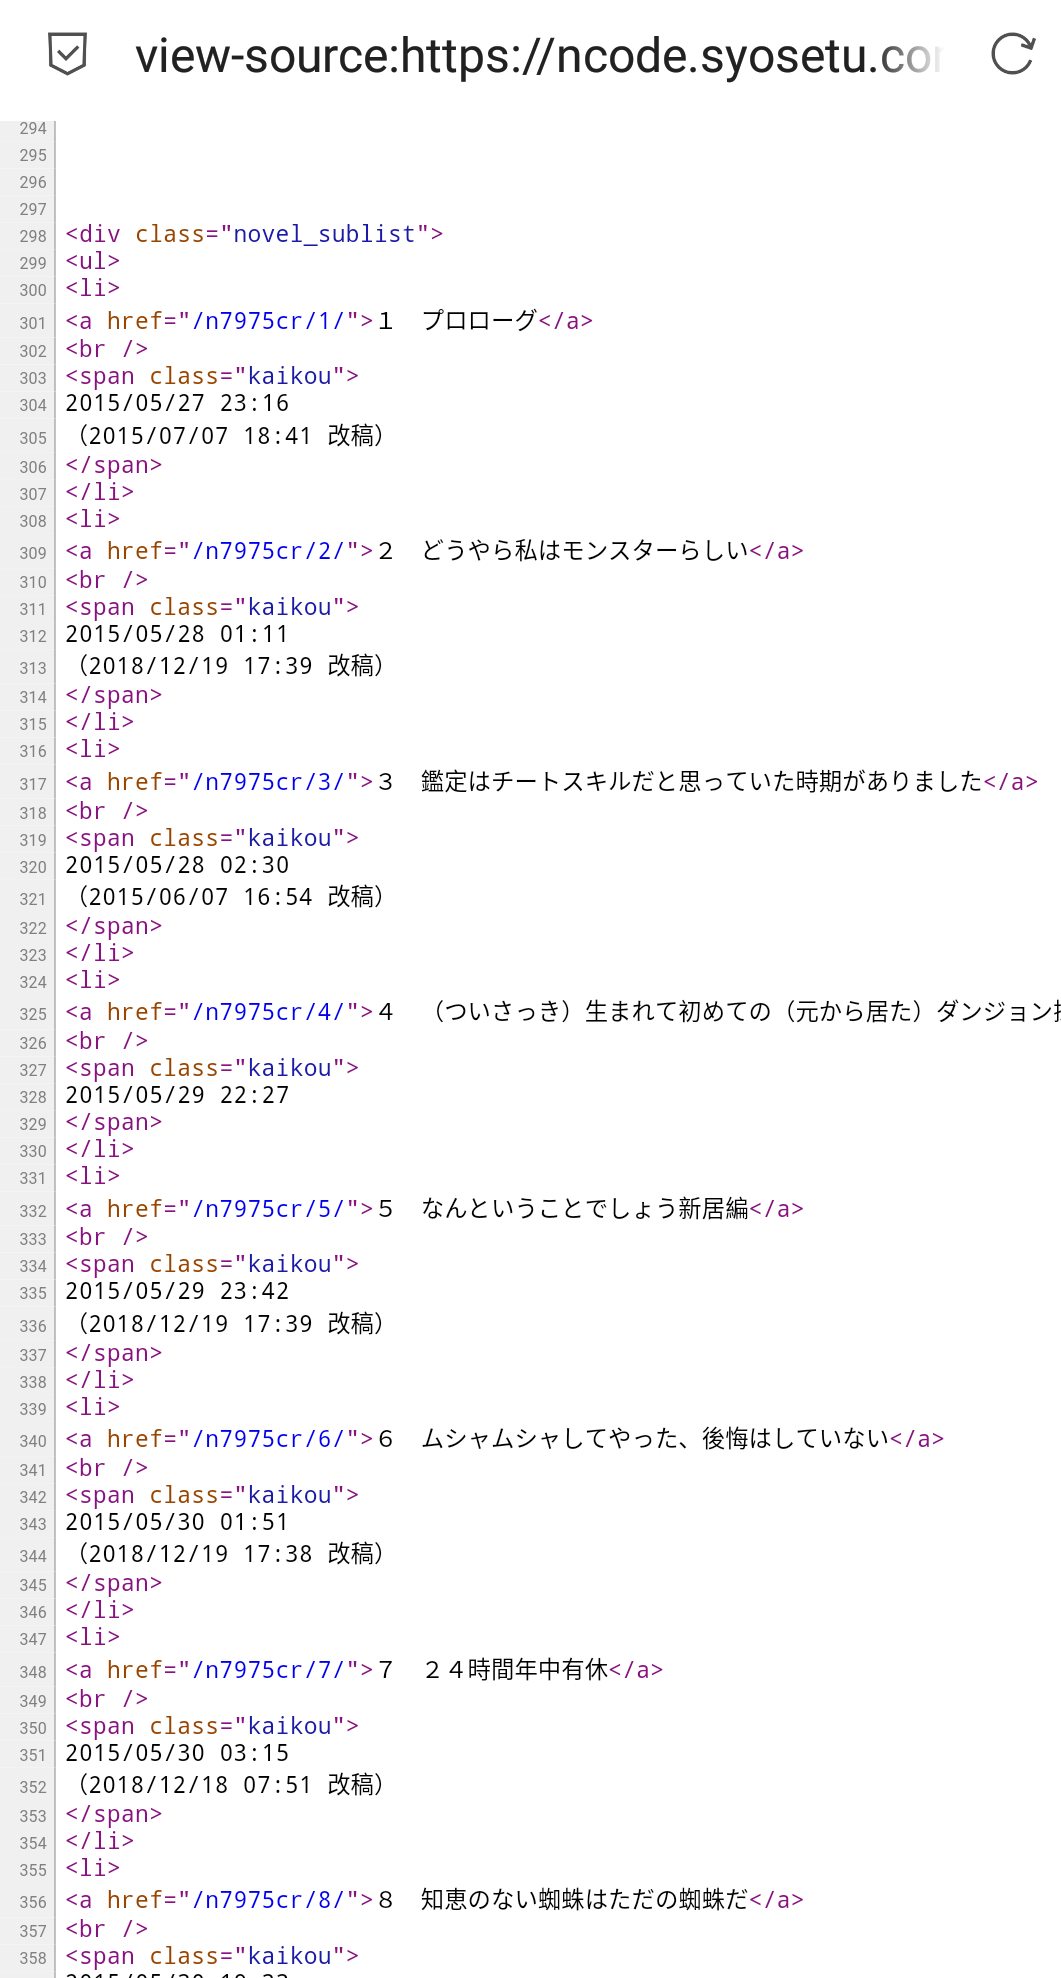 view-source:https://ncode.syosetu.co
294
295
296
297
298 <div class="novel_sublist">
299 <ul>
300 <li>
301 <a href="/n7975cr/1/">１　プロローグ</a>
302 <br />
303 <span class="kaikou">
304 2015/05/27 23:16
305 （2015/07/07 18:41 改稿）
306 </span>
307 </li>
308 <li>
309 <a href="/n7975cr/2/">２　どうやら私はモンスターらしい</a>
310 <br />
311 <span class="kaikou">
312 2015/05/28 01:11
313 （2018/12/19 17:39 改稿）
314 </span>
315 </li>
316 <li>
317 <a href="/n7975cr/3/">３　鑑定はチートスキルだと思っていた時期がありました</a>
318 <br />
319 <span class="kaikou">
320 2015/05/28 02:30
321 （2015/06/07 16:54 改稿）
322 </span>
323 </li>
324 <li>
325 <a href="/n7975cr/4/">４　（ついさっき）生まれて初めての（元から居た）ダンジョン
326 <br />
327 <span class="kaikou">
328 2015/05/29 22:27
329 </span>
330 </li>
331 <li>
332 <a href="/n7975cr/5/">５　なんということでしょう新居編</a>
333 <br />
334 <span class="kaikou">
335 2015/05/29 23:42
336 （2018/12/19 17:39 改稿）
337 </span>
338 </li>
339 <li>
340 <a href="/n7975cr/6/">６　ムシャムシャしてやった、後悔はしていない</a>
341 <br />
342 <span class="kaikou">
343 2015/05/30 01:51
344 （2018/12/19 17:38 改稿）
345 </span>
346 </li>
347 <li>
348 <a href="/n7975cr/7/">７　２４時間年中有休</a>
349 <br />
350 <span class="kaikou">
351 2015/05/30 03:15
352 （2018/12/18 07:51 改稿）
353 </span>
354 </li>
355 <li>
356 <a href="/n7975cr/8/">８　知恵のない蜘蛛はただの蜘蛛だ</a>
357 <br />
358 <span class="kaikou">